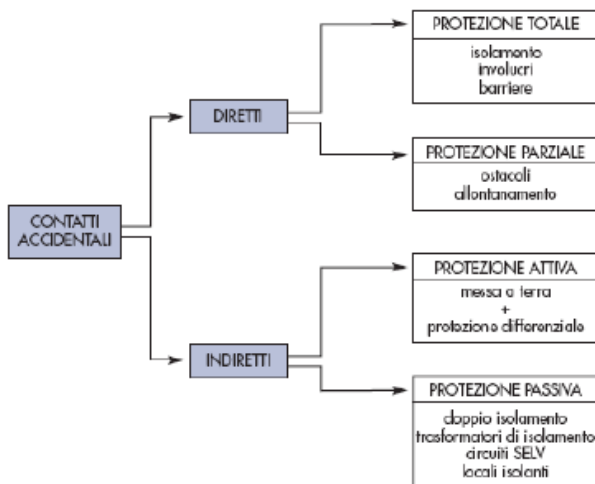 PROTEZIONE TOTALE
isolamento
involucri
barriere
DIRETTI
PROTEZIONE PARZIALE
ostacoli
allontanamento
CONTATTI
ACCIDENTALI
PROTEZIONE ATTIVA
messa a terra
+
protezione differenziale
INDIRETTI
PROTEZIONE PASSIVA
doppio isolamento
trasformatori di isolamento
circuiti SELV
locali isolanti